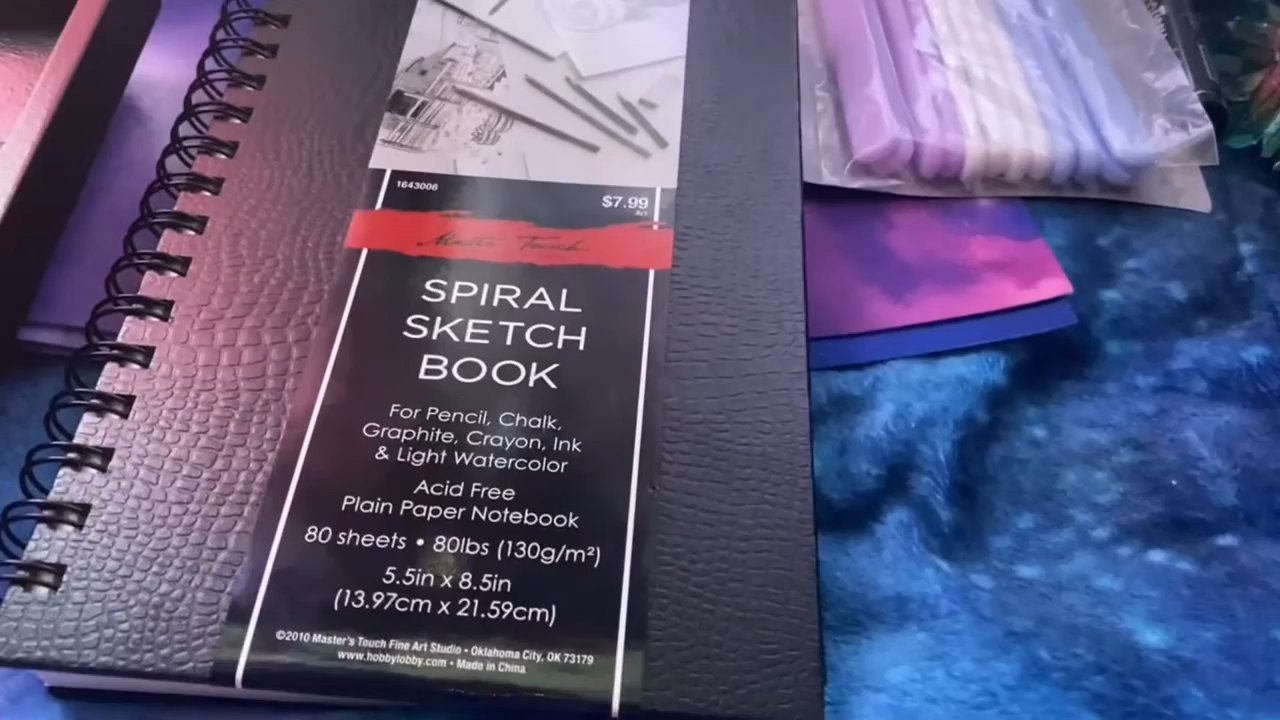 1643006
$7.99
Master's Touch
SPIRAL
SKETCH
BOOK
For Pencil, Chalk,
Graphite, Crayon, Ink
& Light Watercolor
Acid Free
Plain Paper Notebook
80 sheets • 80lbs (130g/m²)
5.5in x 8.5in
(13.97cm x 21.59cm)
©2010 Master's Touch Fine Art Studio • Oklahoma City, OK 73179
www.hobbylobby.com • Made in China